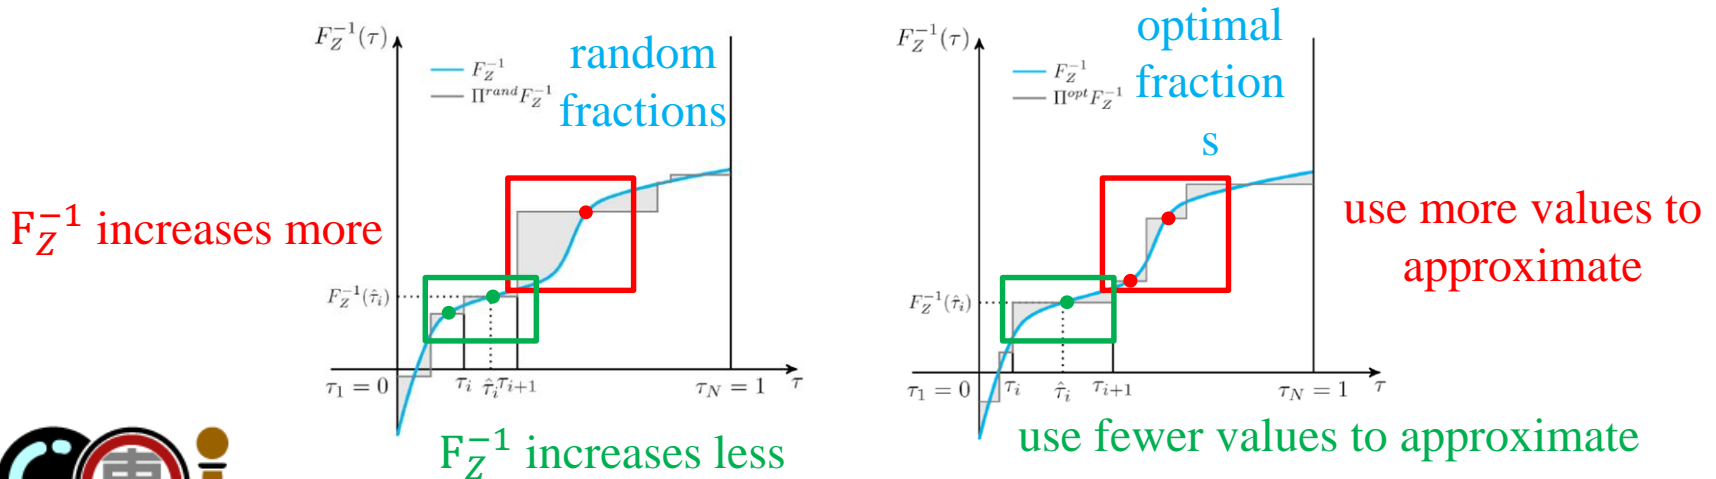 F_Z^{-1}(τ)
F_Z^{-1}
Π^{rand}F_Z^{-1}
random
fractions
F_Z^{-1}(τ̂_i)
τ_1 = 0
τ_i
τ̂_i
τ_{i+1}
τ_N = 1
τ
F_Z^{-1} increases more
F_Z^{-1} increases less
F_Z^{-1}(τ)
F_Z^{-1}
Π^{opt}F_Z^{-1}
optimal
fraction
s
F_Z^{-1}(τ̂_i)
τ_1 = 0
τ_i
τ̂_i
τ_{i+1}
τ_N = 1
τ
use more values to
approximate
use fewer values to approximate